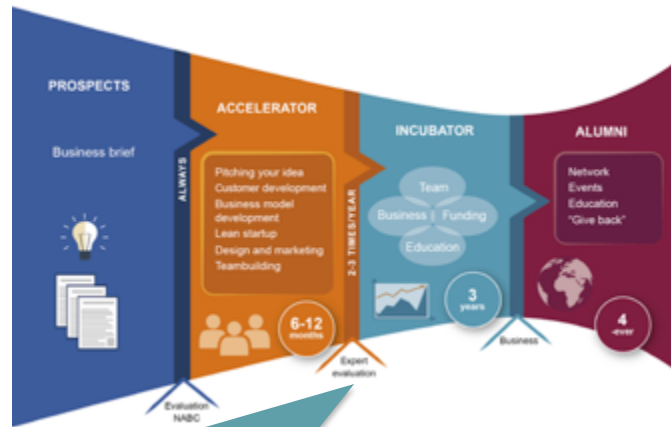 PROSPECTS
Business brief
ALWAYS
Evaluation
NABC
ACCELERATOR
Pitching your idea
Customer development
Business model
development
Lean startup
Design and marketing
Teambuilding
6-12
months
2-3 TIMES/YEAR
Expert
evaluation
INCUBATOR
Team
Business | Funding
Education
3
years
Business
ALUMNI
Network
Events
Education
"Give back"
4
-ever